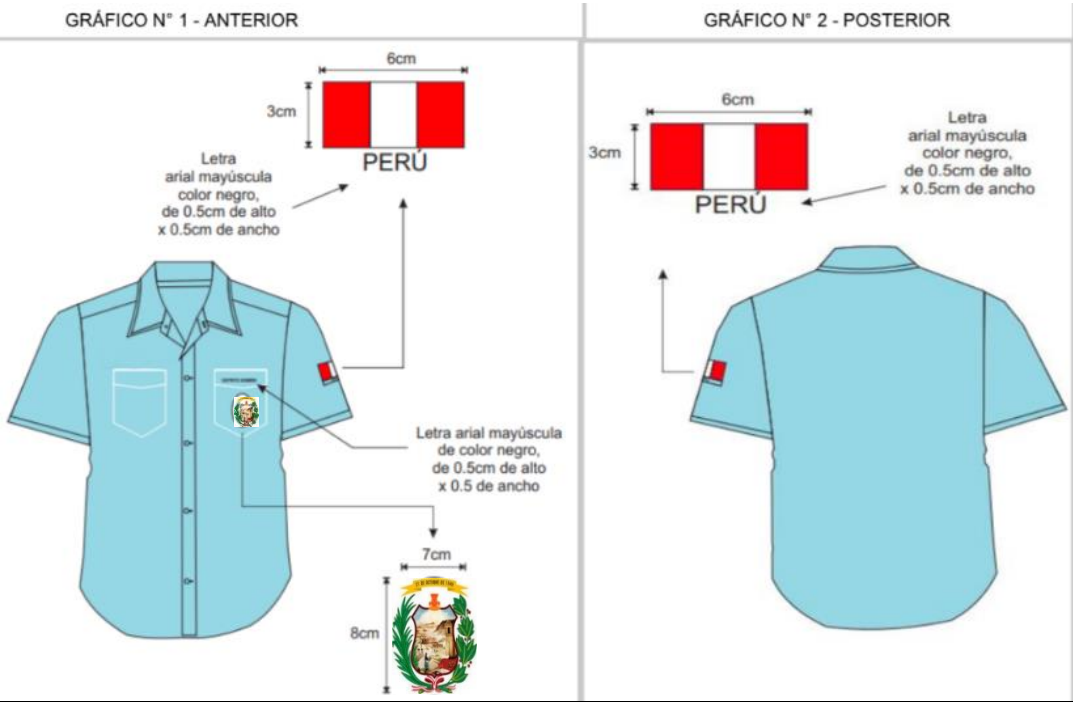 GRÁFICO N° 1 - ANTERIOR
6cm
3cm
PERÚ
Letra
arial mayúscula
color negro,
de 0.5cm de alto
x 0.5cm de ancho
Letra arial mayúscula
de color negro,
de 0.5cm de alto
x 0.5 de ancho
7cm
8cm
GRÁFICO N° 2 - POSTERIOR
6cm
3cm
PERÚ
Letra
arial mayúscula
color negro,
de 0.5cm de alto
x 0.5cm de ancho